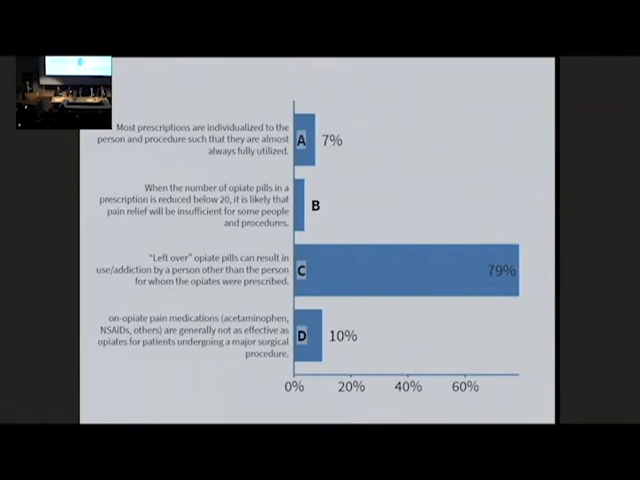 Most prescriptions are individualized to the
person and procedure such that they are almost
always fully utilized.
A
7%
When the number of opiate pills in a
prescription is reduced below 20, it is likely that
pain relief will be insufficient for some people
and procedures.
B
"Left over" opiate pills can result in
use/addiction by a person other than the person
for whom the opiates were prescribed.
C
79%
on-opiate pain medications (acetaminophen,
NSAIDs, others) are generally not as effective as
opiates for patients undergoing a major surgical
procedure.
D
10%
0% 20% 40% 60%